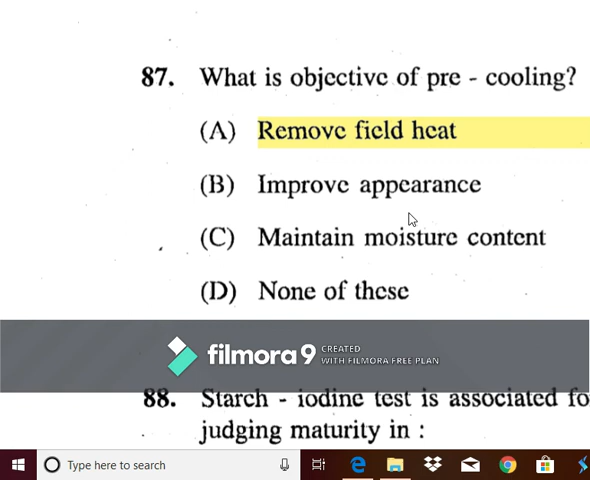 87. What is objective of pre - cooling?
(A) Remove field heat
(B) Improve appearance
(C) Maintain moisture content
(D) None of these
filmora9 CREATED
WITH FILMORA FREE PLAN
88. Starch - iodine test is associated fo
judging maturity in :
Type here to search